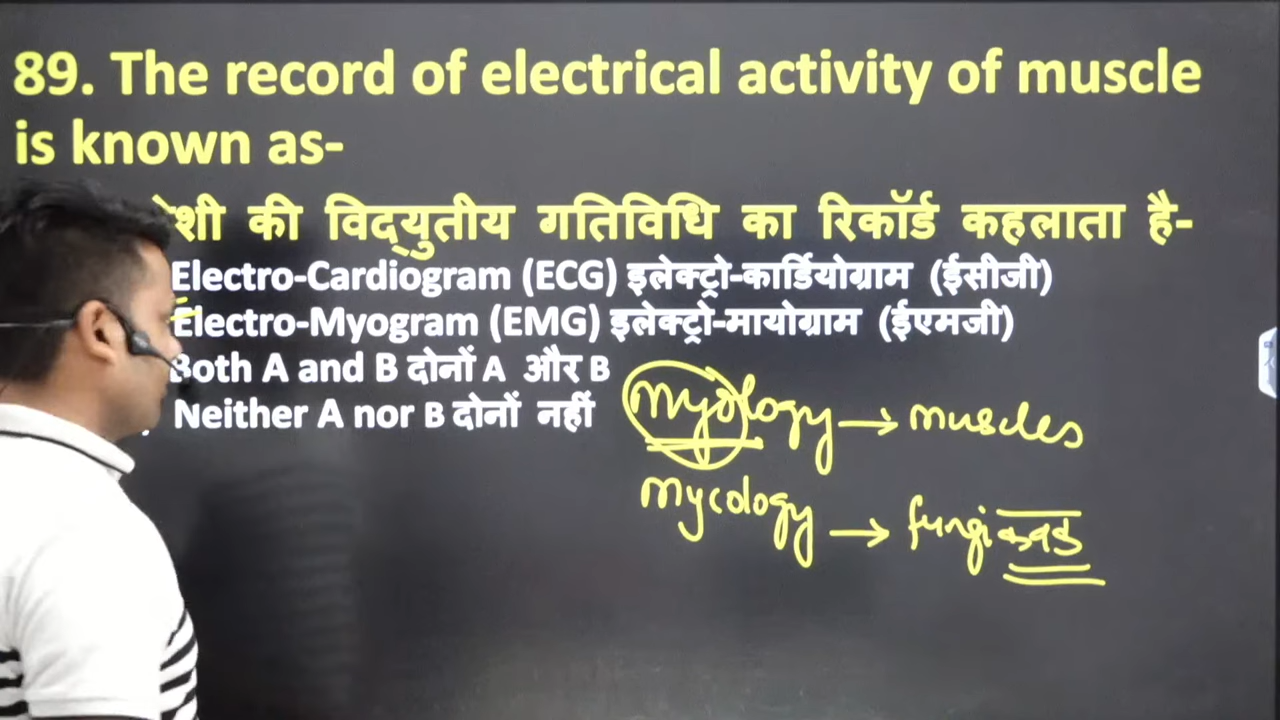 89. The record of electrical activity of muscle
is known as-
की विद्युतीय गतिविधि का रिकॉर्ड कहलाता है-
Electro-Cardiogram (ECG) इलेक्ट्रो-कार्डियोग्राम (ईसीजी)
Electro-Myogram (EMG) इलेक्ट्रो-मायोग्राम (ईएमजी)
Both A and B दोनों A और B
Neither A nor B दोनों नहीं
myology → muscles
mycology → fungi कवक